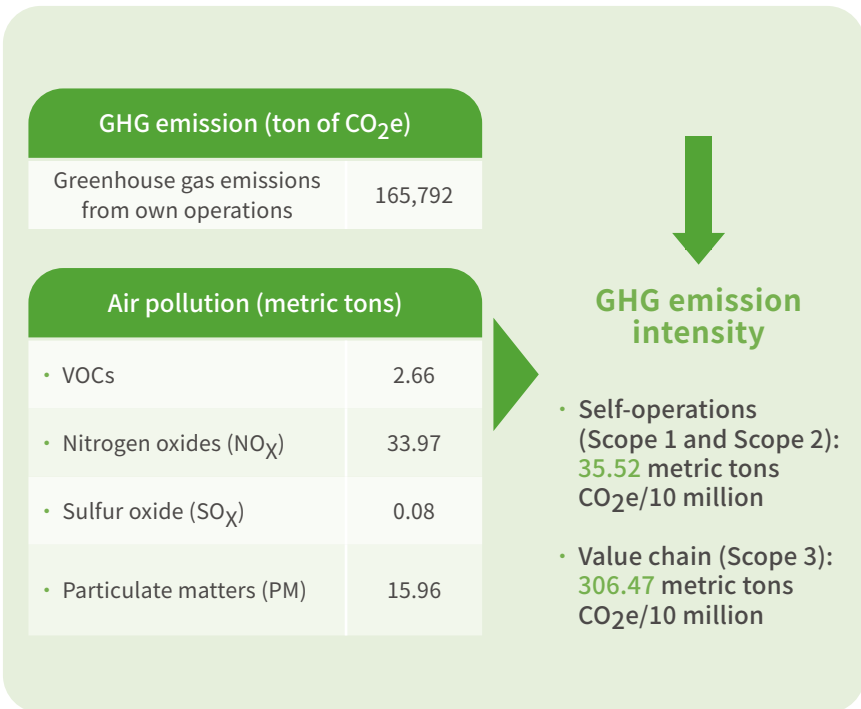 GHG emission (ton of CO2e)
Greenhouse gas emissions
from own operations
165,792
Air pollution (metric tons)
• VOCs
2.66
• Nitrogen oxides (NOX)
33.97
• Sulfur oxide (SOX)
0.08
• Particulate matters (PM)
15.96
GHG emission
intensity
• Self-operations
(Scope 1 and Scope 2):
35.52 metric tons
CO2e/10 million
• Value chain (Scope 3):
306.47 metric tons
CO2e/10 million